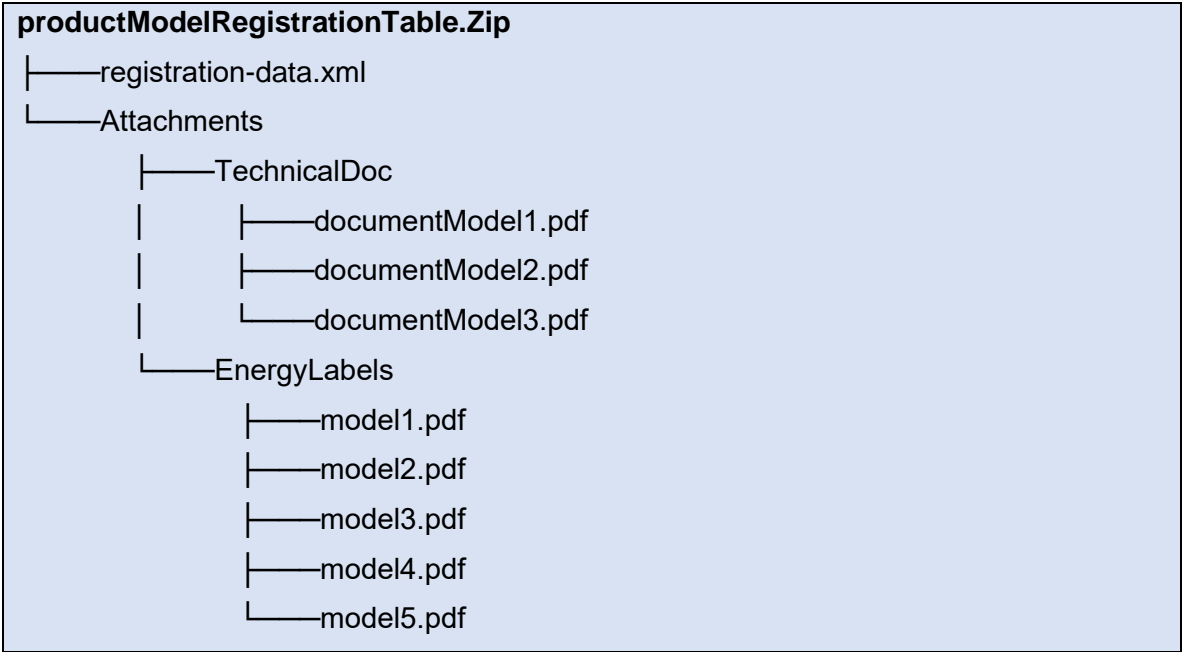 productModelRegistrationTable.Zip
├───registration-data.xml
└───Attachments
├───TechnicalDoc
│ ├───documentModel1.pdf
│ ├───documentModel2.pdf
│ └───documentModel3.pdf
└───EnergyLabels
├───model1.pdf
├───model2.pdf
├───model3.pdf
├───model4.pdf
└───model5.pdf